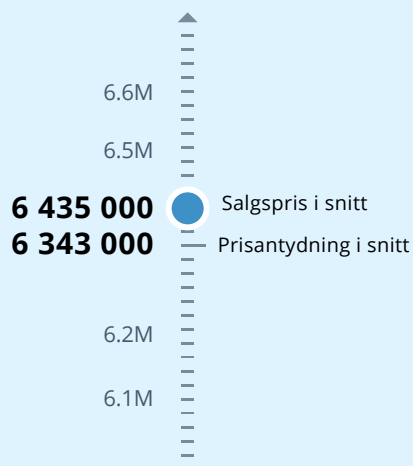 6.6M
6.5M
6 435 000 Salgspris i snitt
6 343 000 Prisantydning i snitt
6.2M
6.1M